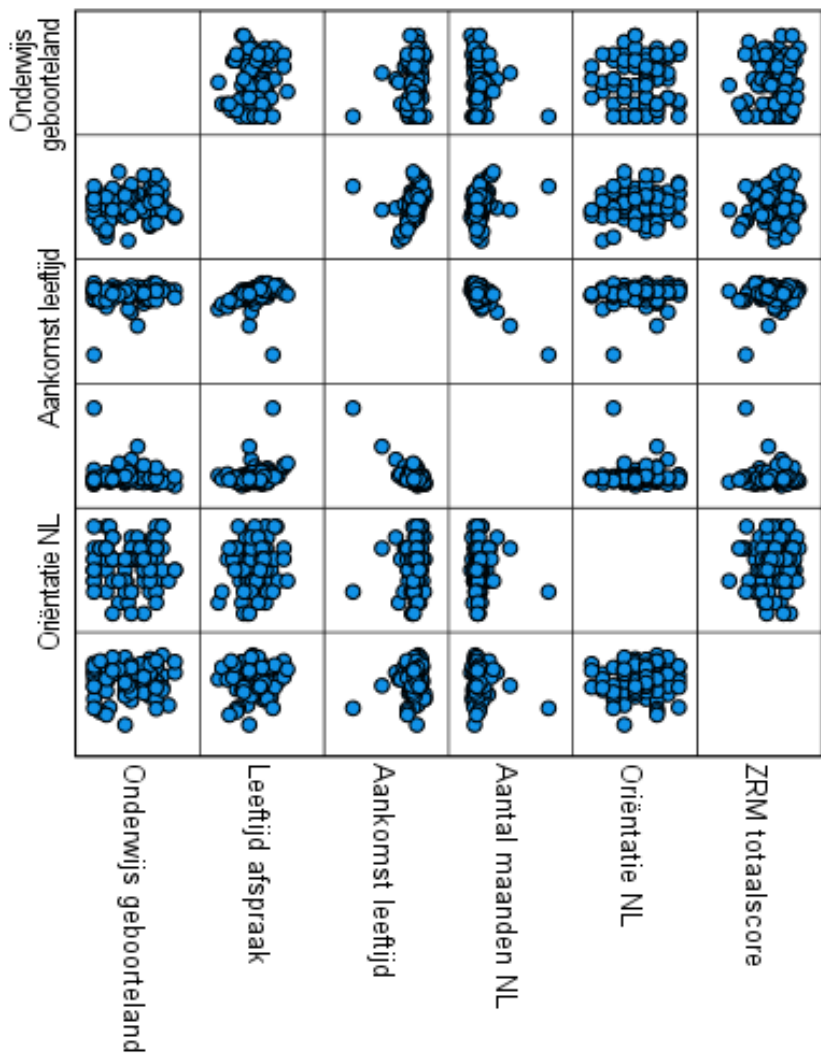 Onderwijs
geboorteland
Aankomst leeftijd
Oriëntatie NL
Onderwijs geboorteland
Leeftijd afspraak
Aankomst leeftijd
Aantal maanden NL
Oriëntatie NL
ZRM totaalscore